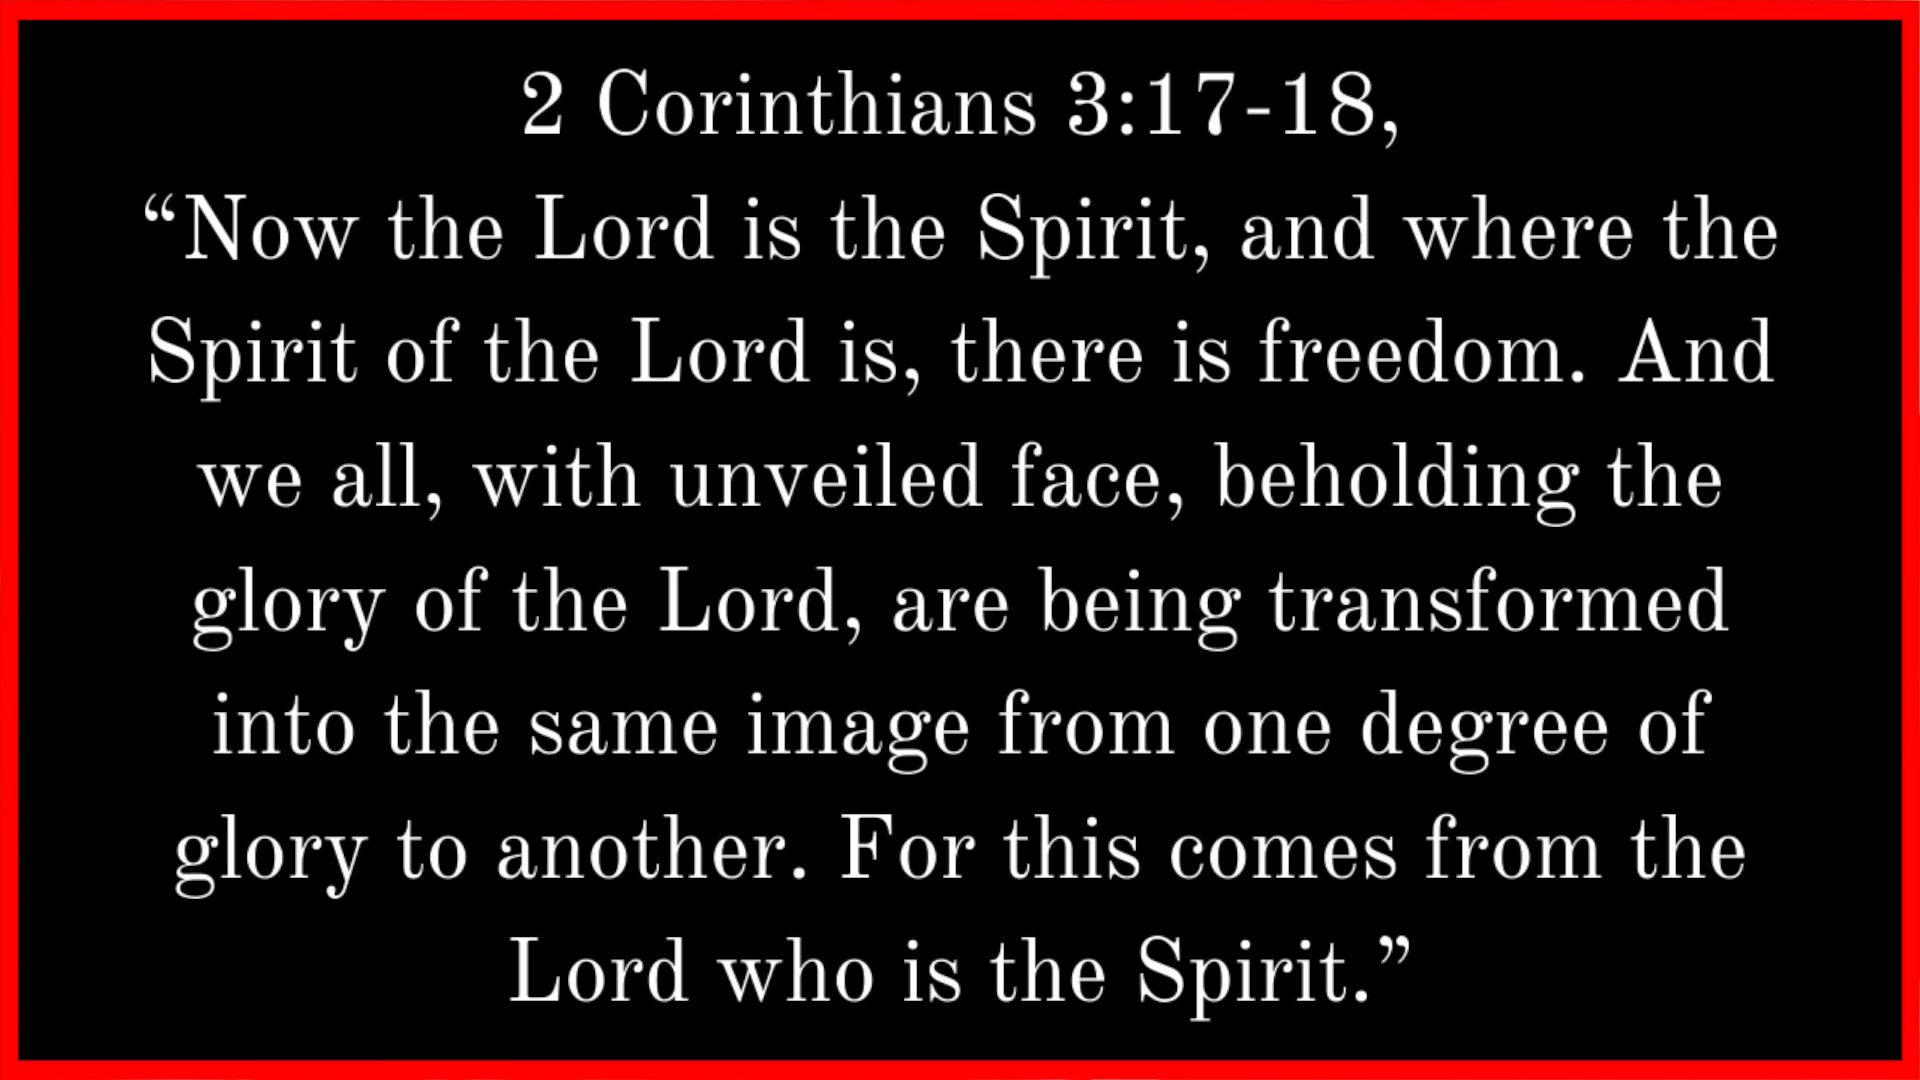 2 Corinthians 3:17-18,
“Now the Lord is the Spirit, and where the
Spirit of the Lord is, there is freedom. And
we all, with unveiled face, beholding the
glory of the Lord, are being transformed
into the same image from one degree of
glory to another. For this comes from the
Lord who is the Spirit.”